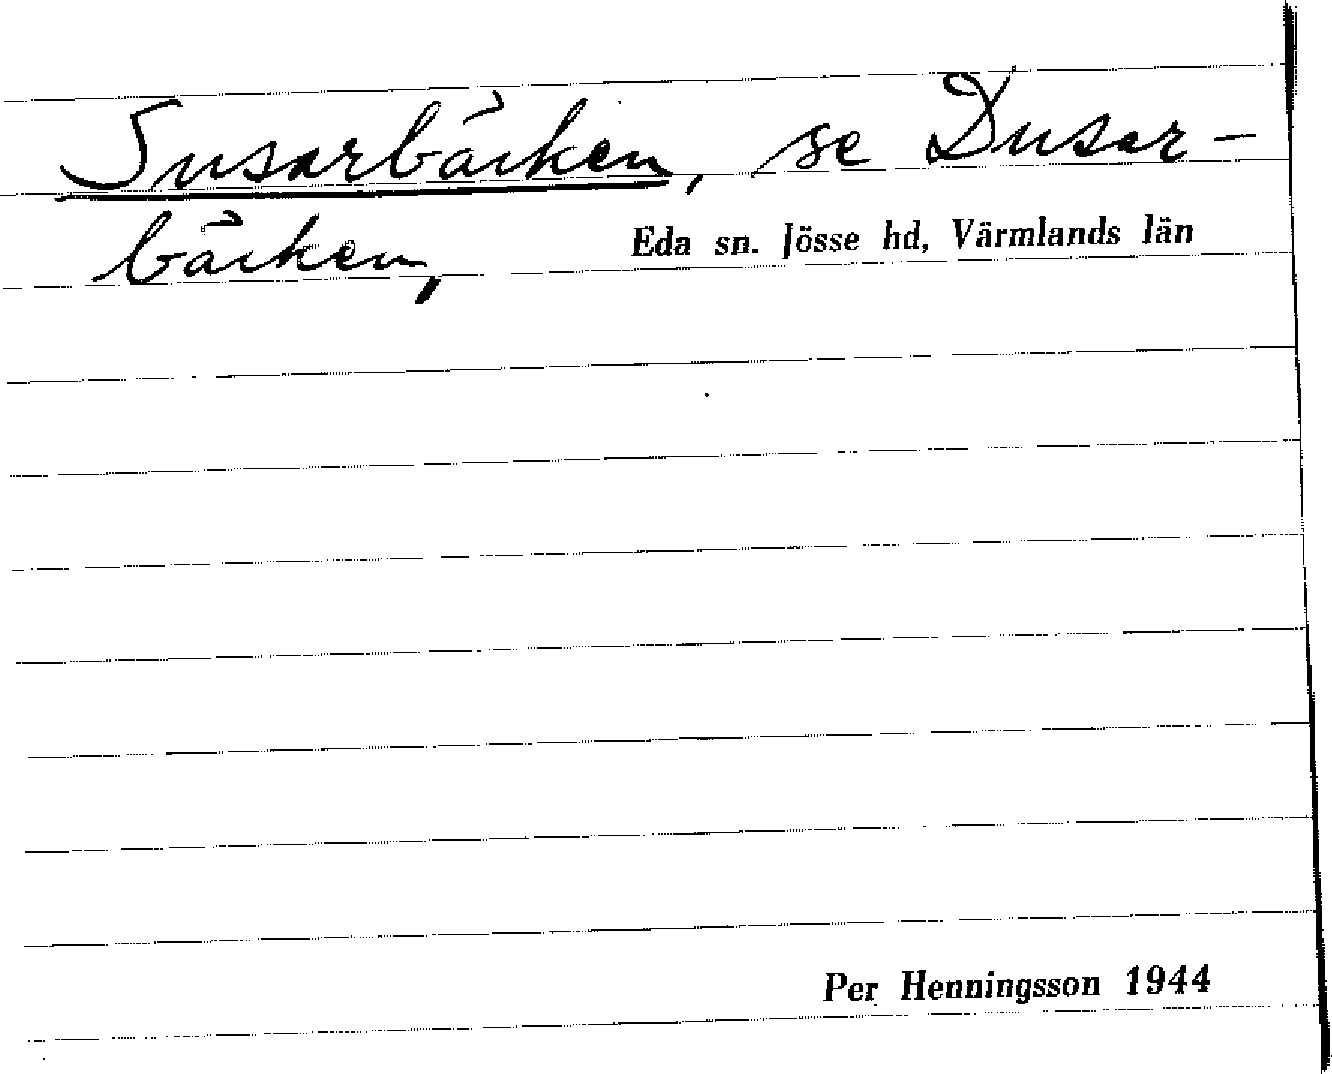 Susarbäcken, se Dusar-
bäcken,
Eda sn. Jösse hd, Värmlands län
Per Henningsson 1944